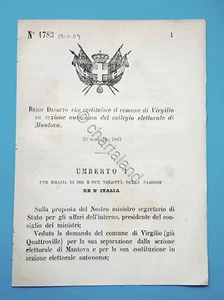 N° 1783
1
REGIO DECRETO che costituisce il comune di Virgilio
in sezione autonoma del collegio elettorale di
Mantova.
25 1883
UMBERTO I
PER GRAZIA DI DIO E PER VOLONTÀ DELLA NAZIONE
RE D' ITALIA
Sulla proposta del Nostro ministro segretario di
Stato per gli affari dell'interno, presidente del con-
siglio dei ministri;
Veduta la domanda del comune di Virgilio (già
Quattroville) per la sua separazione dalla sezione
elettorale di Mantova e per la sua costituzione in
sezione elettorale autonoma;